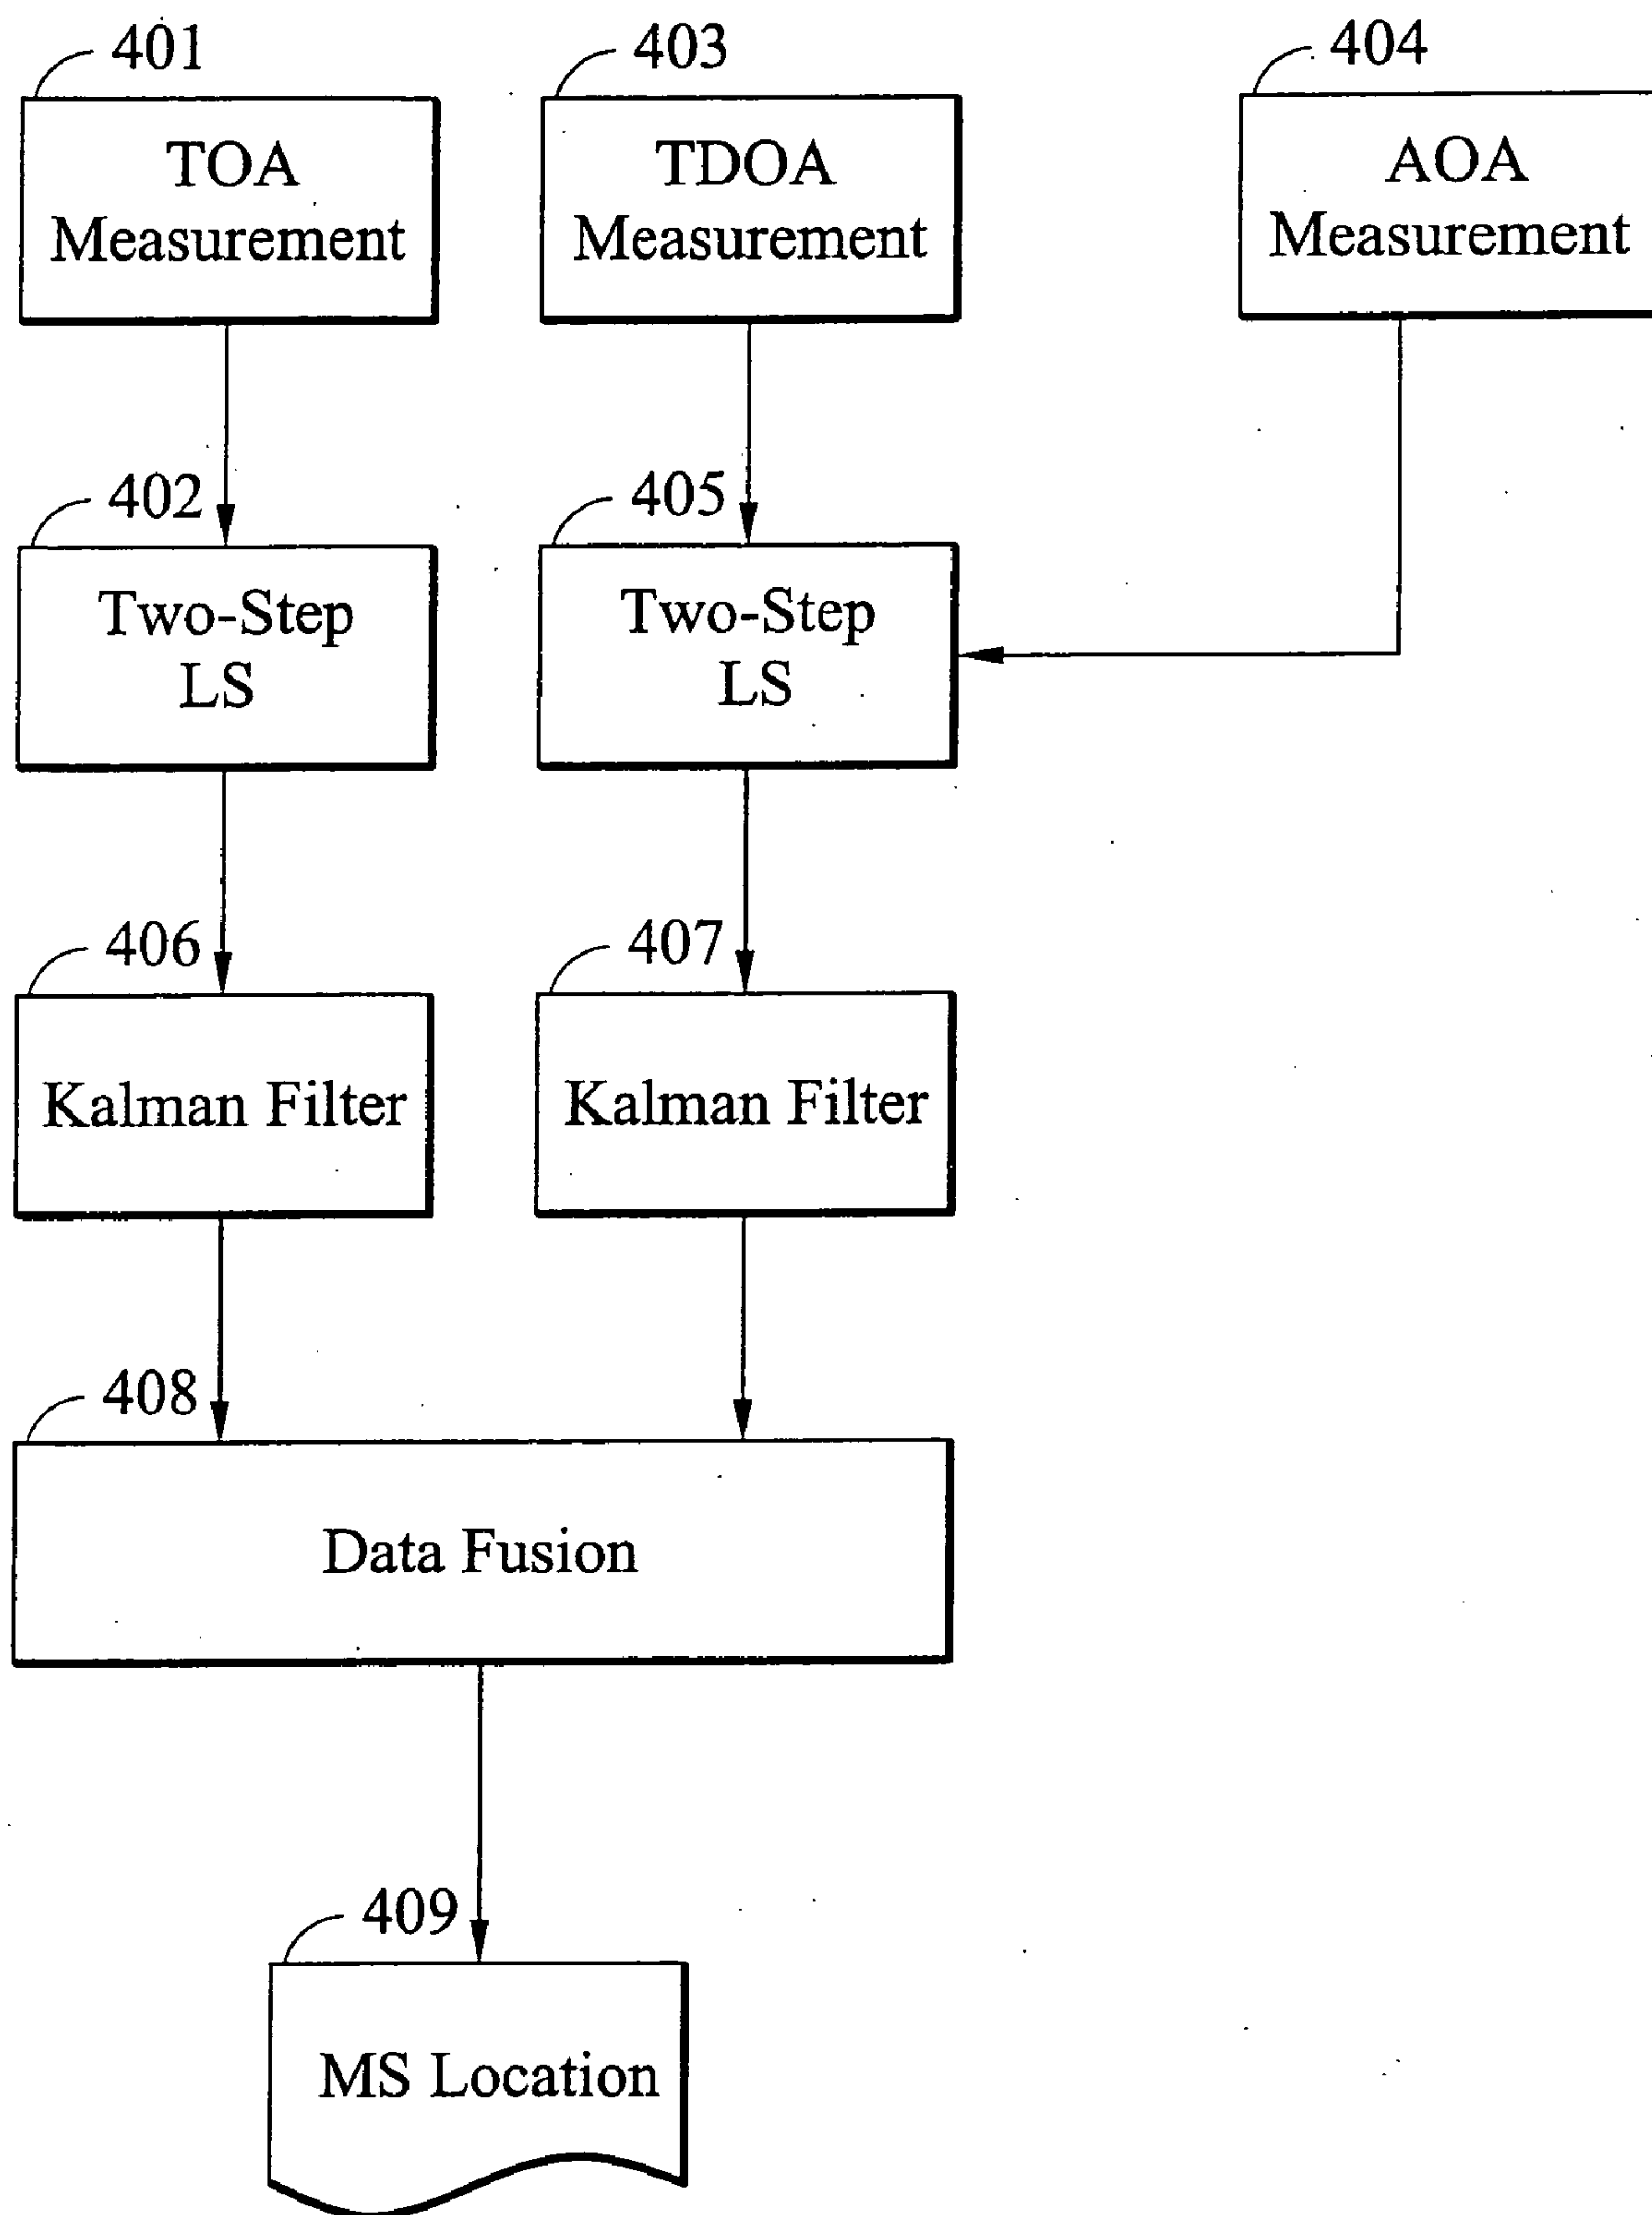 401
403
404
TOA
Measurement
TDOA
Measurement
AOA
Measurement
402
405
Two-Step
LS
Two-Step
LS
406
407
Kalman Filter
Kalman Filter
408
Data Fusion
409
MS Location